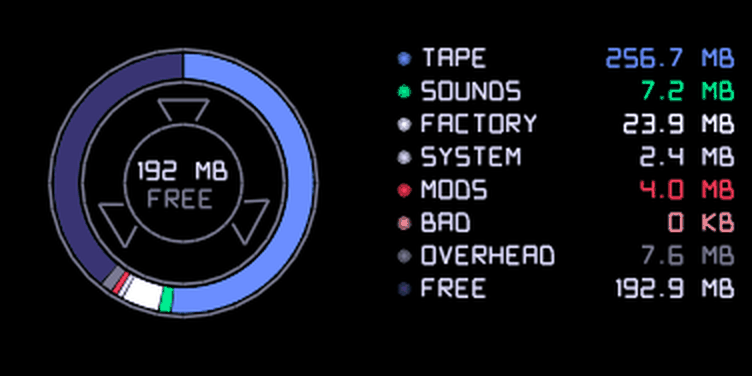 192 MB
FREE
TAPE 256.7 MB
SOUNDS 7.2 MB
FACTORY 23.9 MB
SYSTEM 2.4 MB
MODS 4.0 MB
BAD 0 KB
OVERHEAD 7.6 MB
FREE 192.9 MB